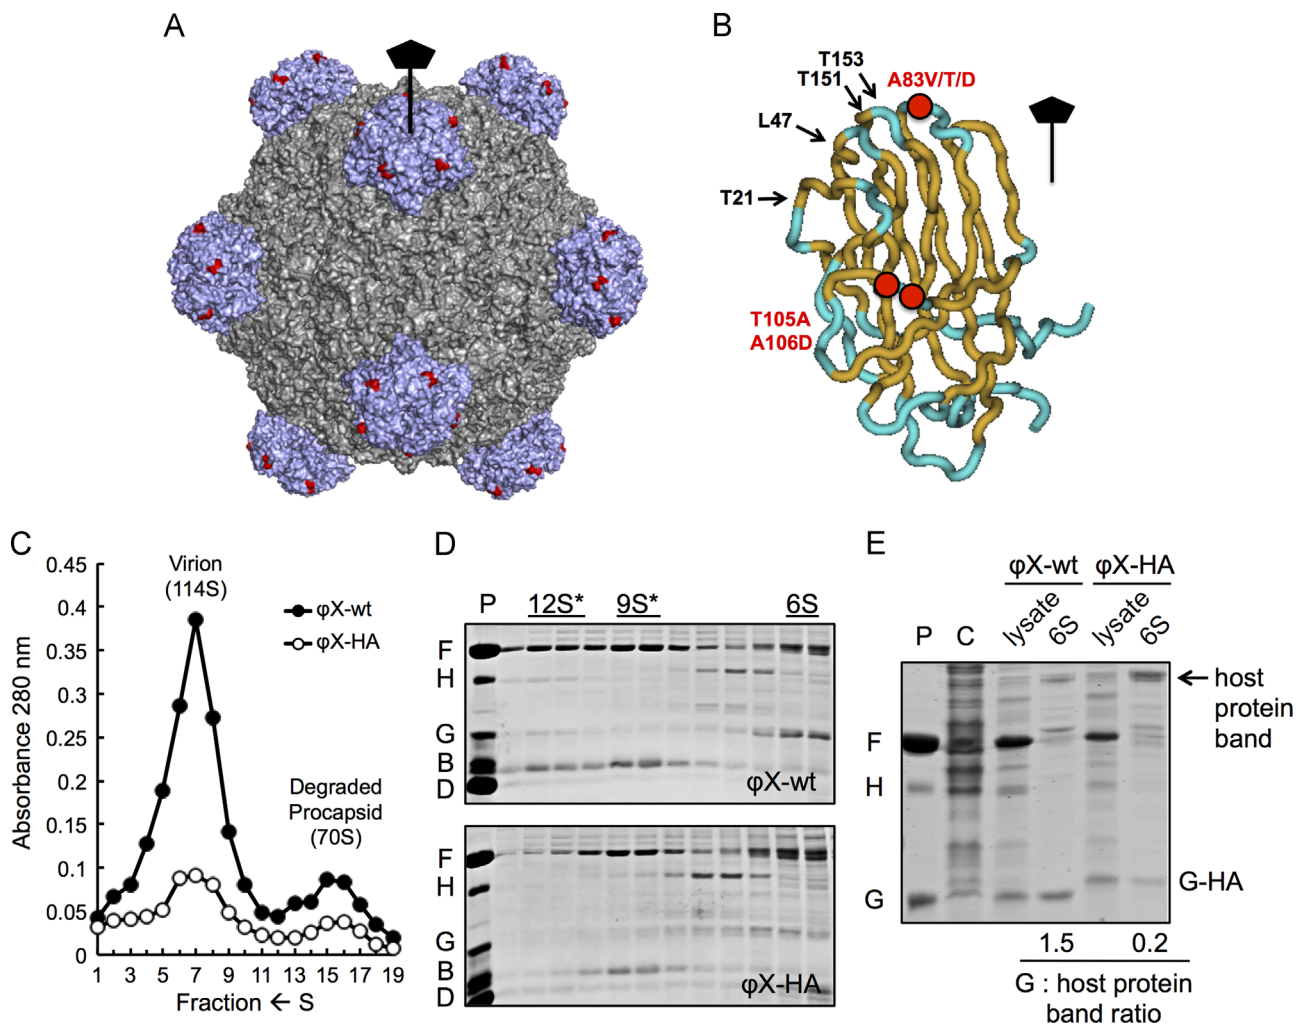 A
B
T153
T151
A83V/T/D
L47
T21
T105A
A106D
C
0.45
0.4
0.35
0.3
0.25
0.2
0.15
0.1
0.05
0
Absorbance 280 nm
Virion
(114S)
φX-wt
φX-HA
Degraded
Procapsid
(70S)
1 3 5 7 9 11 13 15 17 19
Fraction ← S
D
P 12S* 9S* 6S
F
H
G
B
D
φX-wt
F
H
G
B
D
φX-HA
E
φX-wt φX-HA
P C lysate 6S lysate 6S
host
protein
band
F
H
G
G-HA
1.5 0.2
G : host protein
band ratio